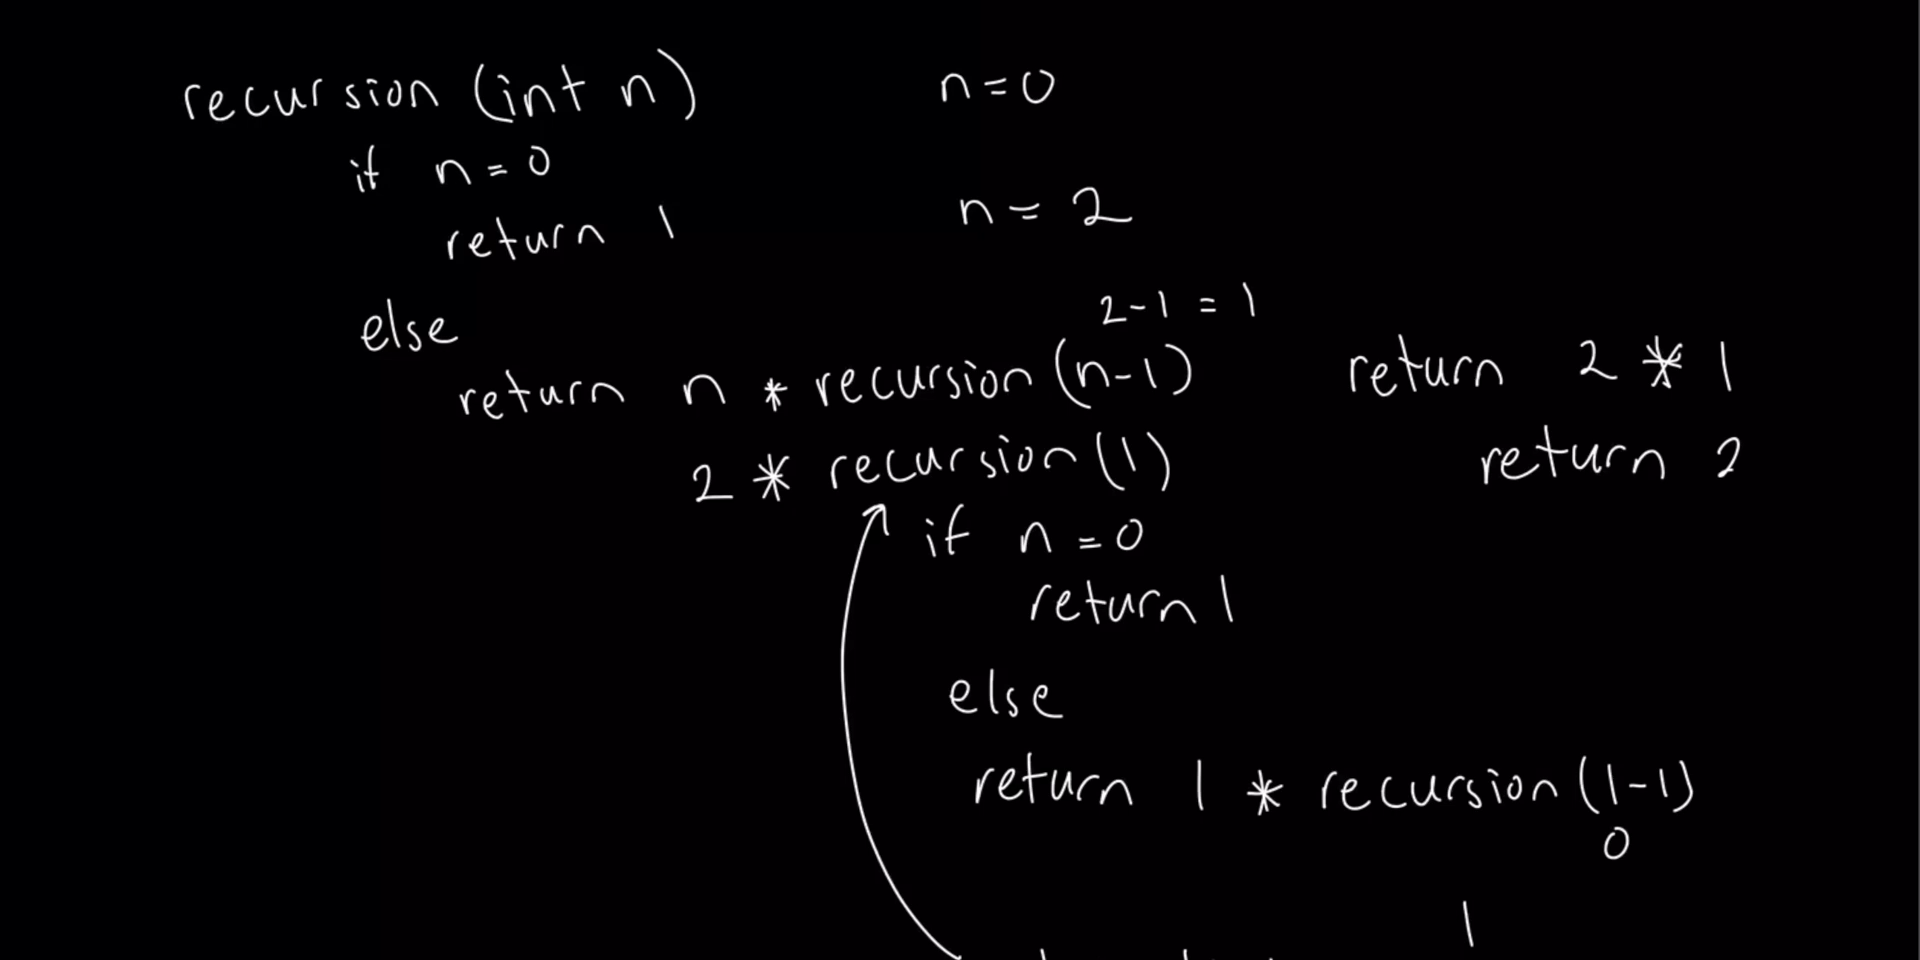 recursion (int n)
n = 0
if n = 0
return 1
n = 2
else
2-1 = 1
return n * recursion (n-1)
return 2 * 1
2 * recursion (1)
return 2
if n = 0
return 1
else
return 1 * recursion (1-1)
0
1